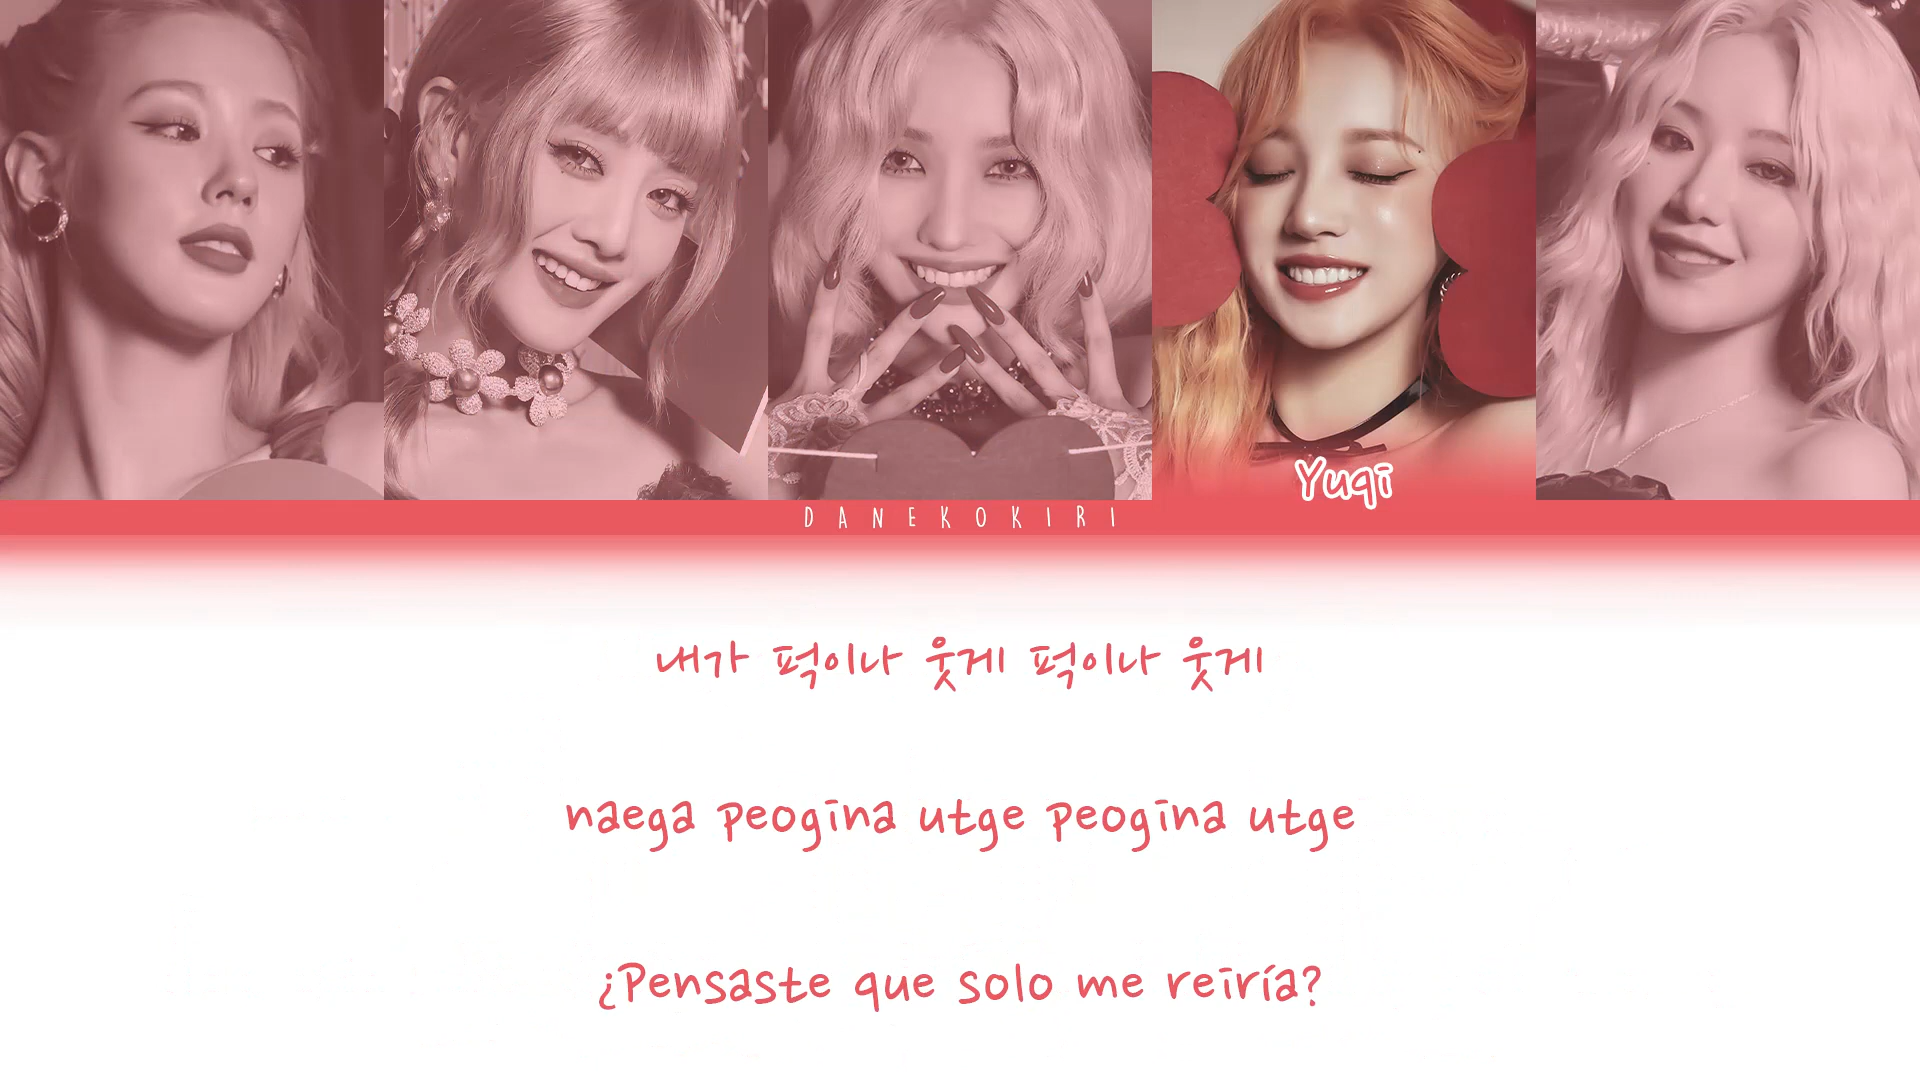 Yuqi
DANEKOKIRI
내가 퍽이나 웃게 퍽이나 웃게
naega peogina utge peogina utge
¿Pensaste que solo me reiría?